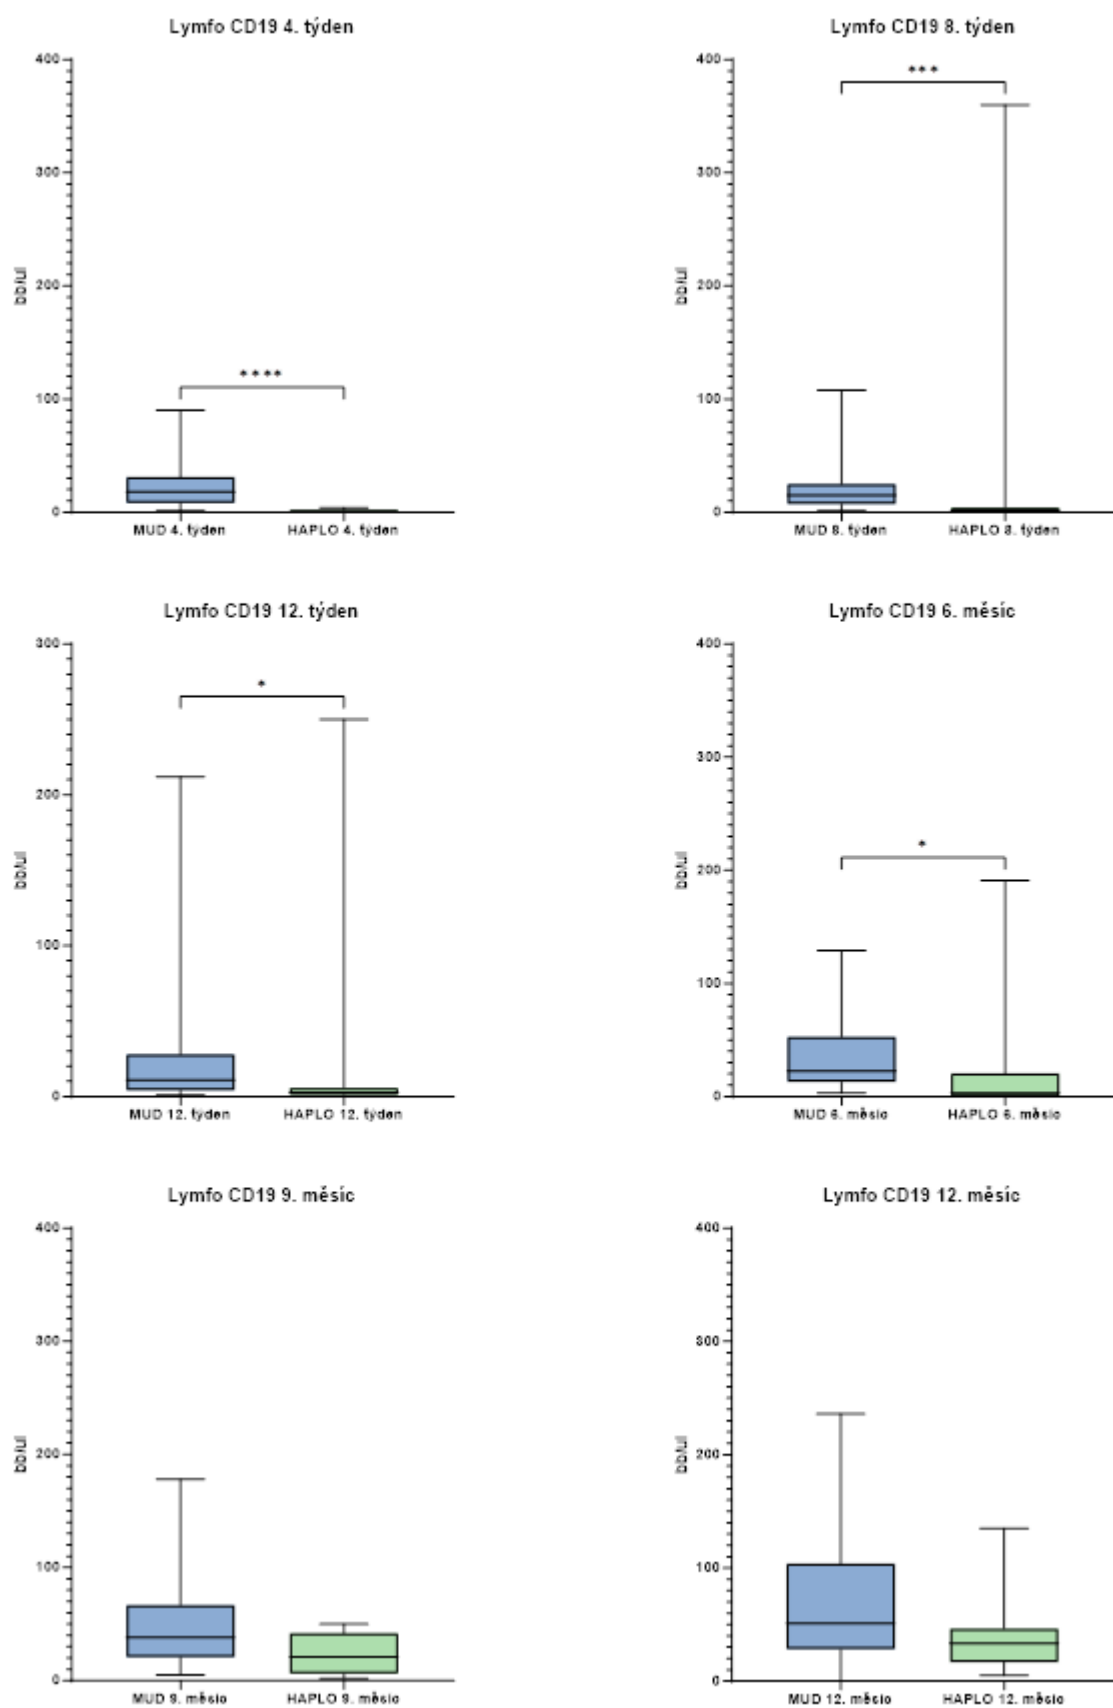 Lymfo CD19 4. týden
400
300
200
100
0
bb/ul
****
MUD 4. týden HAPLO 4. týden
Lymfo CD19 8. týden
400
300
200
100
0
bb/ul
***
MUD 8. týden HAPLO 8. týden
Lymfo CD19 12. týden
300
200
100
0
bb/ul
*
MUD 12. týden HAPLO 12. týden
Lymfo CD19 6. měsíc
400
300
200
100
0
bb/ul
*
MUD 6. měsíc HAPLO 6. měsíc
Lymfo CD19 9. měsíc
400
300
200
100
0
bb/ul
MUD 9. měsíc HAPLO 9. měsíc
Lymfo CD19 12. měsíc
400
300
200
100
0
bb/ul
MUD 12. měsíc HAPLO 12. měsíc